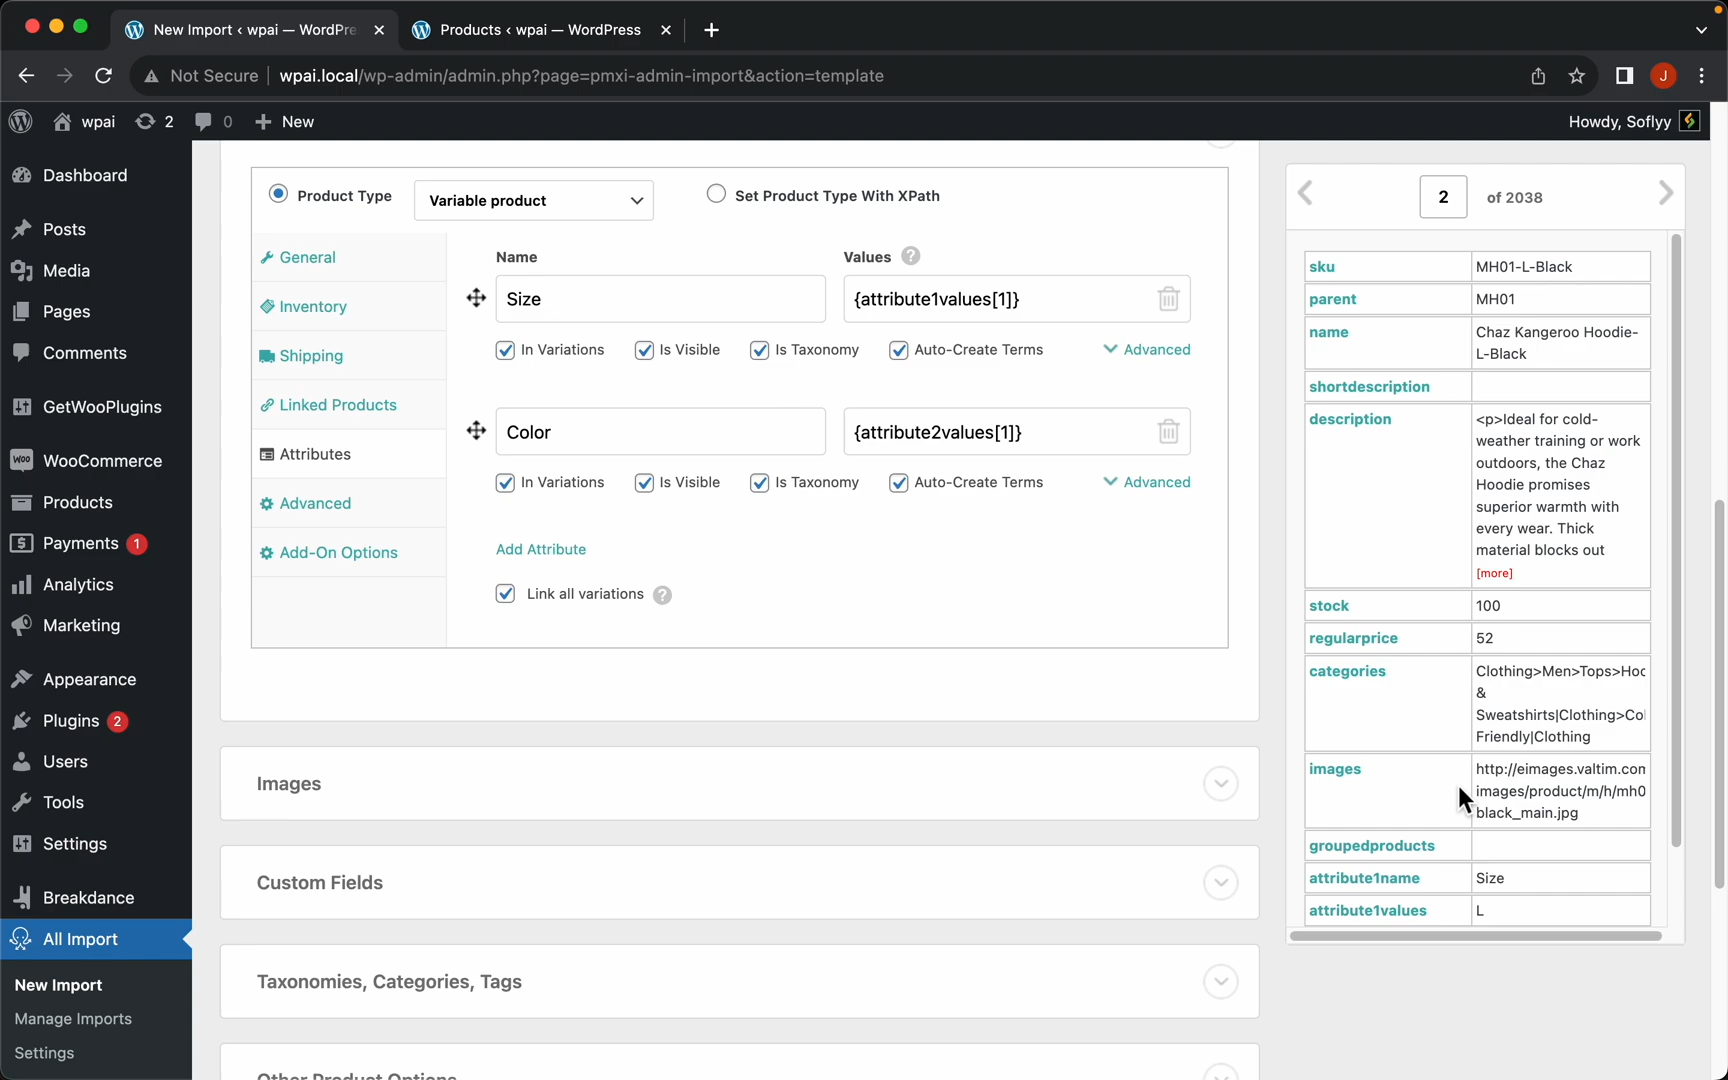 New Import ‹ wpai — WordPre
Products ‹ wpai — WordPress
Not Secure
wpai.local/wp-admin/admin.php?page=pmxi-admin-import&action=template
J
wpai
2
0
New
Howdy, Soflyy
Dashboard
Posts
Media
Pages
Comments
GetWooPlugins
WooCommerce
Products
Payments 1
Analytics
Marketing
Appearance
Plugins 2
Users
Tools
Settings
Breakdance
All Import
New Import
Manage Imports
Settings
Product Type
Variable product
Set Product Type With XPath
General
Inventory
Shipping
Linked Products
Attributes
Advanced
Add-On Options
Name
Values ?
Size
{attribute1values[1]}
In Variations
Is Visible
Is Taxonomy
Auto-Create Terms
Advanced
Color
{attribute2values[1]}
In Variations
Is Visible
Is Taxonomy
Auto-Create Terms
Advanced
Add Attribute
Link all variations ?
Images
Custom Fields
Taxonomies, Categories, Tags
Other Product Options
2 of 2038
sku
MH01-L-Black
parent
MH01
name
Chaz Kangeroo Hoodie-
L-Black
shortdescription
description
<p>Ideal for cold-
weather training or work
outdoors, the Chaz
Hoodie promises
superior warmth with
every wear. Thick
material blocks out
[more]
stock
100
regularprice
52
categories
Clothing>Men>Tops>Hoo
&
Sweatshirts|Clothing>Col
Friendly|Clothing
images
http://eimages.valtim.com
images/product/m/h/mh0
black_main.jpg
groupedproducts
attribute1name
Size
attribute1values
L